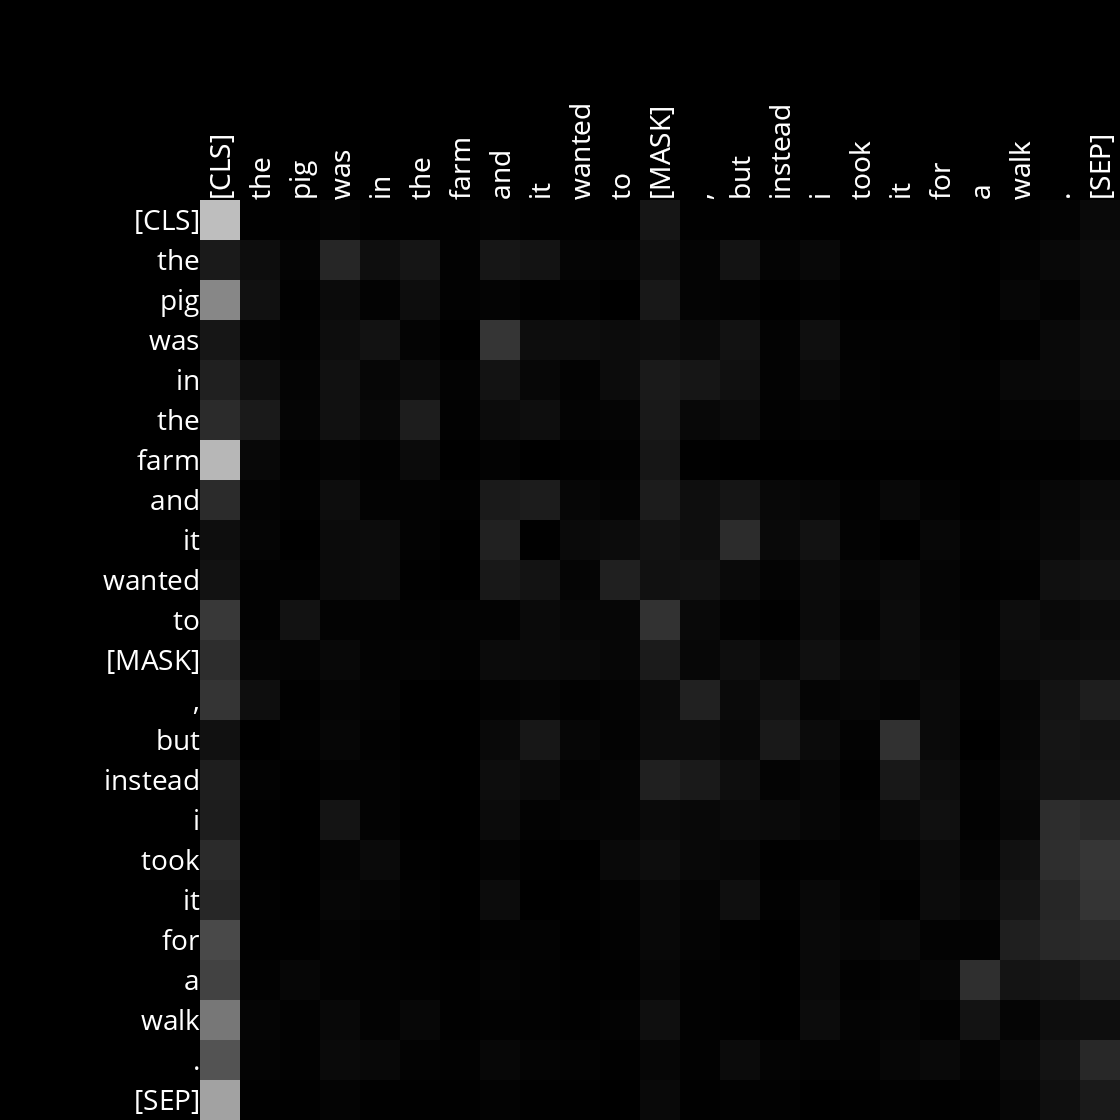 [CLS] the pig was in the farm and it wanted to [MASK] , but instead i took it for a walk . [SEP]
[CLS]
the
pig
was
in
the
farm
and
it
wanted
to
[MASK]
,
but
instead
i
took
it
for
a
walk
.
[SEP]